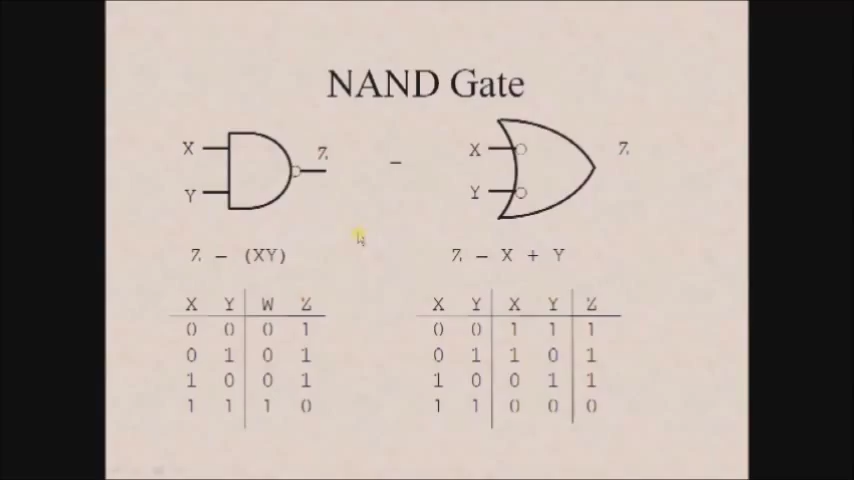 NAND Gate
X Z - X Z
Y Y
Z - (XY) Z - X + Y
X Y W Z X Y X Y Z
0 0 0 1 0 0 1 1 1
0 1 0 1 0 1 1 0 1
1 0 0 1 1 0 0 1 1
1 1 1 0 1 1 0 0 0